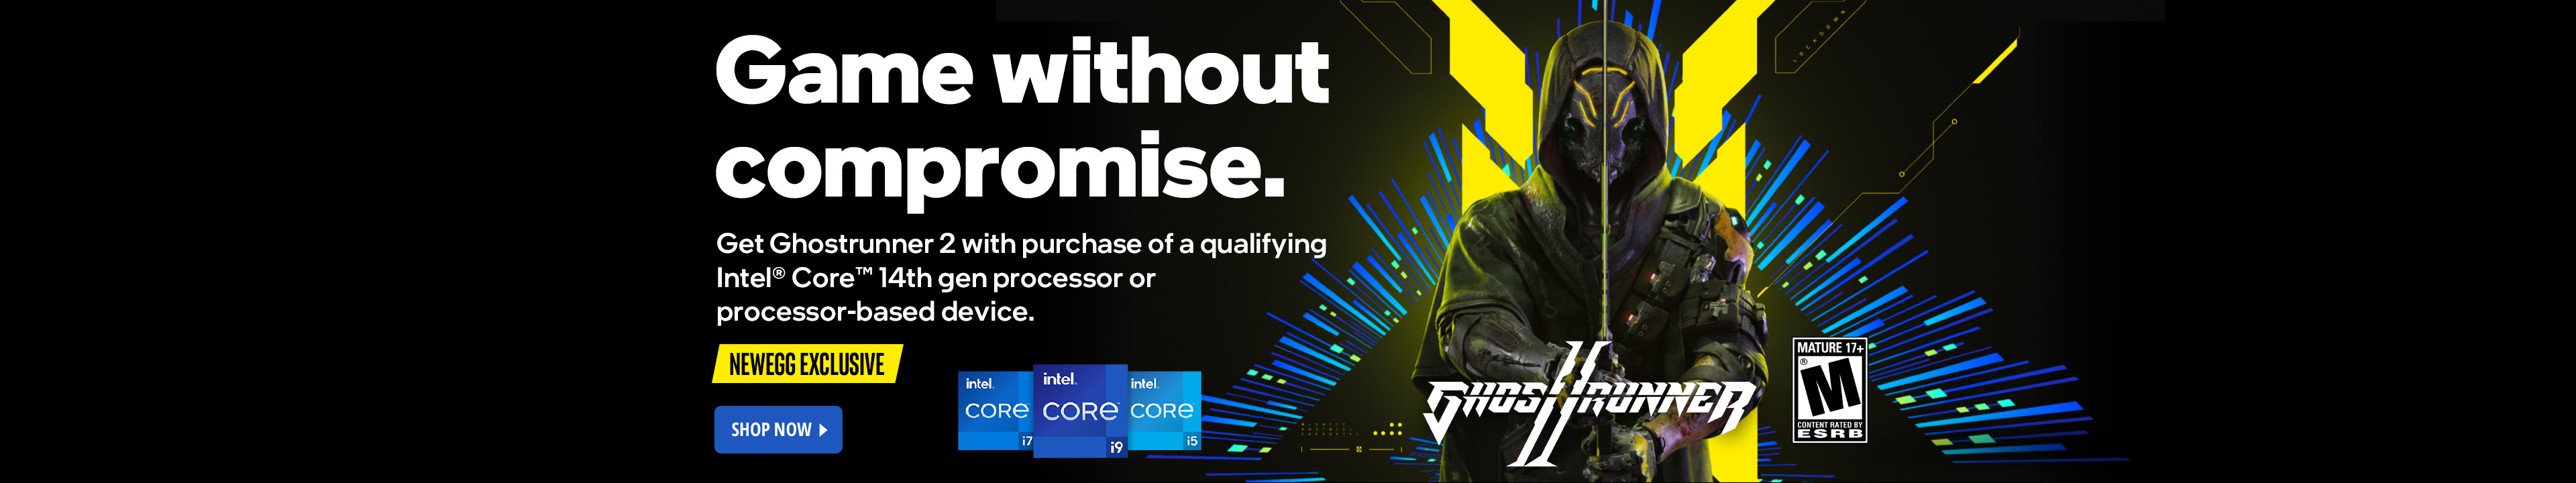 Game without
compromise.
Get Ghostrunner 2 with purchase of a qualifying
Intel® Core™ 14th gen processor or
processor-based device.
NEWEGG EXCLUSIVE
SHOP NOW
intel.
CORE
i7
intel.
CORE
i9
intel.
CORE
i5
GHOSTRUNNER
II
LOCKDOWN
MATURE 17+
M
®
CONTENT RATED BY
ESRB